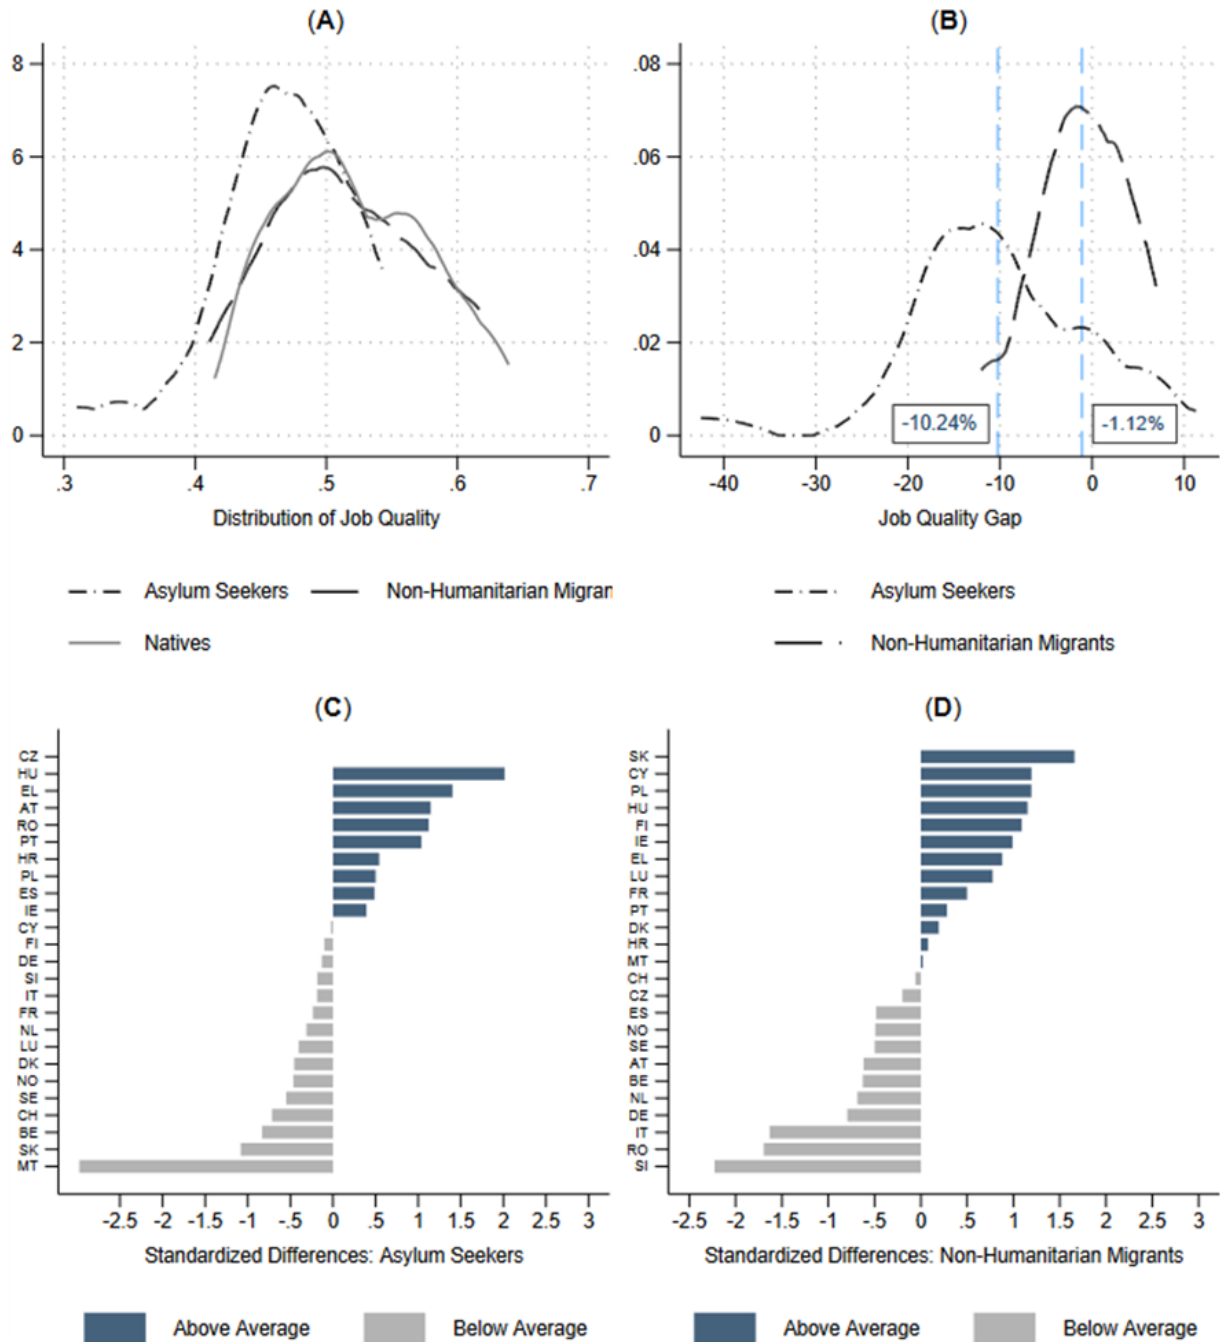 (A)
8
6
4
2
0
.3 .4 .5 .6 .7
Distribution of Job Quality
Asylum Seekers
Non-Humanitarian Migran
Natives
(B)
.08
.06
.04
.02
0
-10.24%
-1.12%
-40 -30 -20 -10 0 10
Job Quality Gap
Asylum Seekers
Non-Humanitarian Migrants
(C)
CZ
HU
EL
AT
RO
PT
HR
PL
ES
IE
CY
FI
DE
SI
IT
FR
NL
LU
DK
NO
SE
CH
BE
SK
MT
-2.5 -2 -1.5 -1 -.5 0 .5 1 1.5 2 2.5 3
Standardized Differences: Asylum Seekers
Above Average
Below Average
(D)
SK
CY
PL
HU
FI
IE
EL
LU
FR
PT
DK
HR
MT
CH
CZ
ES
NO
SE
AT
BE
NL
DE
IT
RO
SI
-2.5 -2 -1.5 -1 -.5 0 .5 1 1.5 2 2.5 3
Standardized Differences: Non-Humanitarian Migrants
Above Average
Below Average